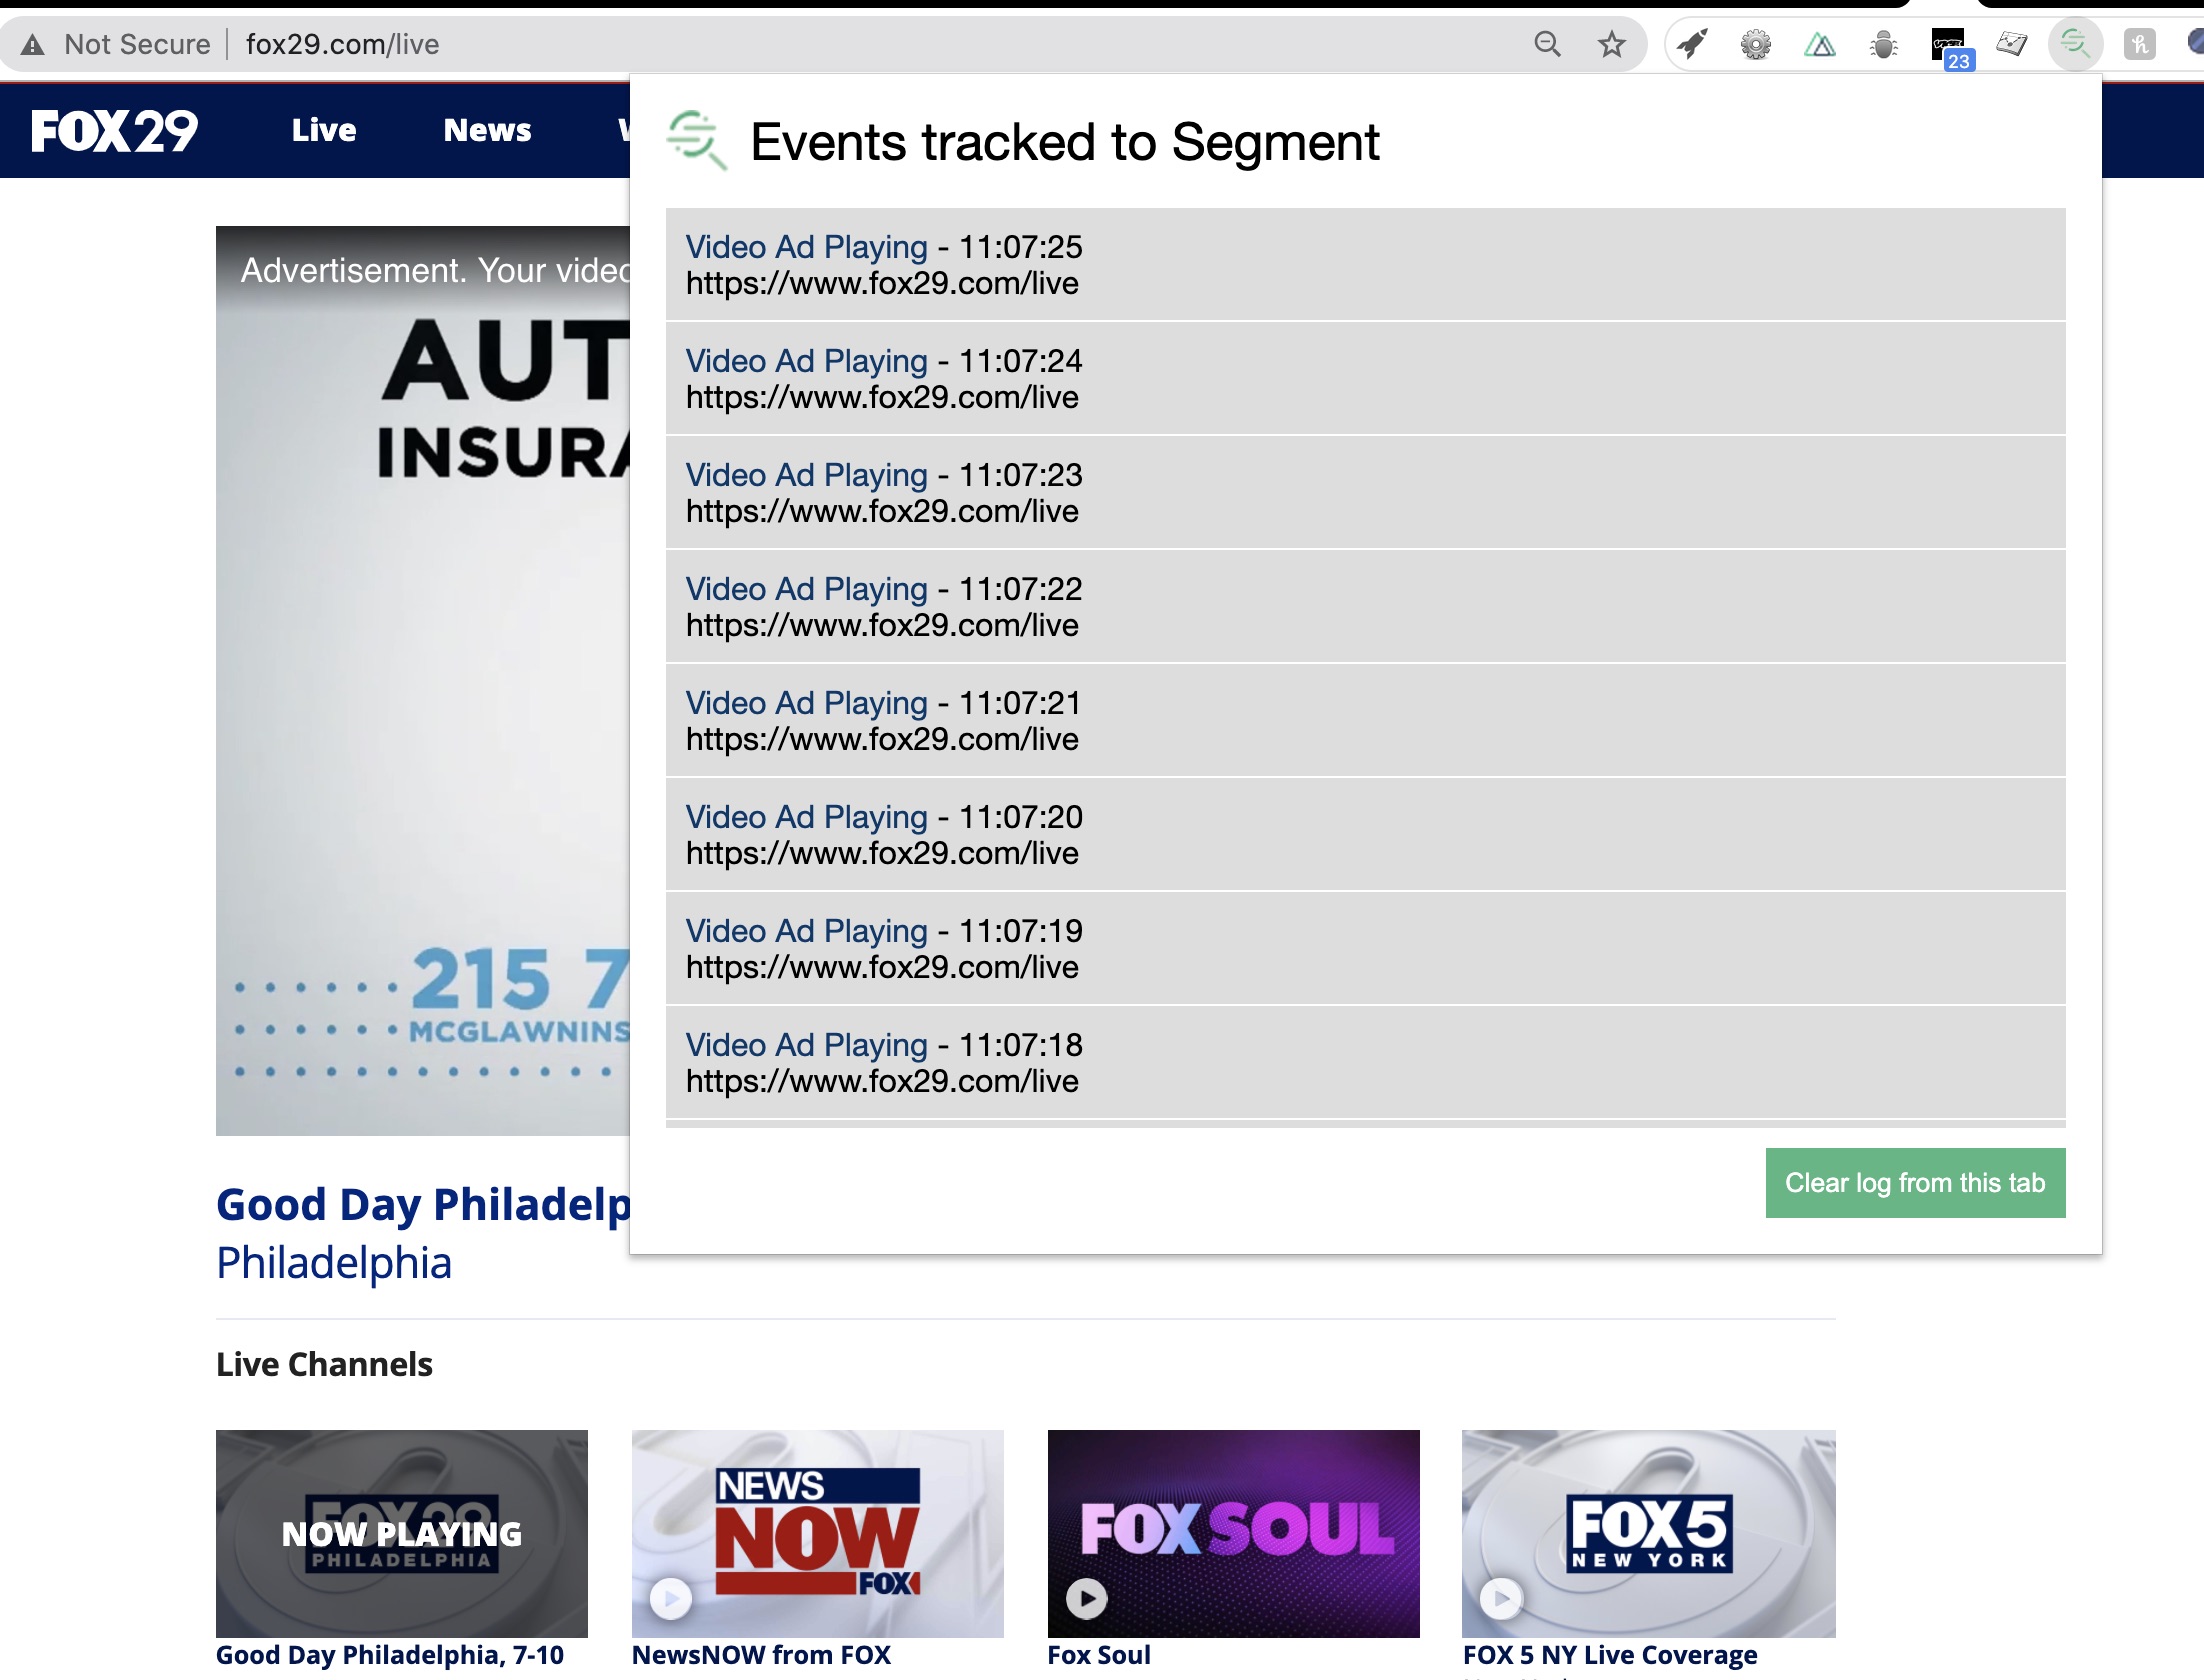 Not Secure
fox29.com/live
23
FOX29
Live
News
Events tracked to Segment
Video Ad Playing - 11:07:25
https://www.fox29.com/live
Video Ad Playing - 11:07:24
https://www.fox29.com/live
Video Ad Playing - 11:07:23
https://www.fox29.com/live
Video Ad Playing - 11:07:22
https://www.fox29.com/live
Video Ad Playing - 11:07:21
https://www.fox29.com/live
Video Ad Playing - 11:07:20
https://www.fox29.com/live
Video Ad Playing - 11:07:19
https://www.fox29.com/live
Video Ad Playing - 11:07:18
https://www.fox29.com/live
Clear log from this tab
Advertisement. Your video
AUT
INSURA
215 7
MCGLAWNINS
Good Day Philadelp
Philadelphia
Live Channels
FOX 29
NOW PLAYING
PHILADELPHIA
NEWS
NOW
FOX
FOX SOUL
FOX 5
NEW YORK
Good Day Philadelphia, 7-10
NewsNOW from FOX
Fox Soul
FOX 5 NY Live Coverage